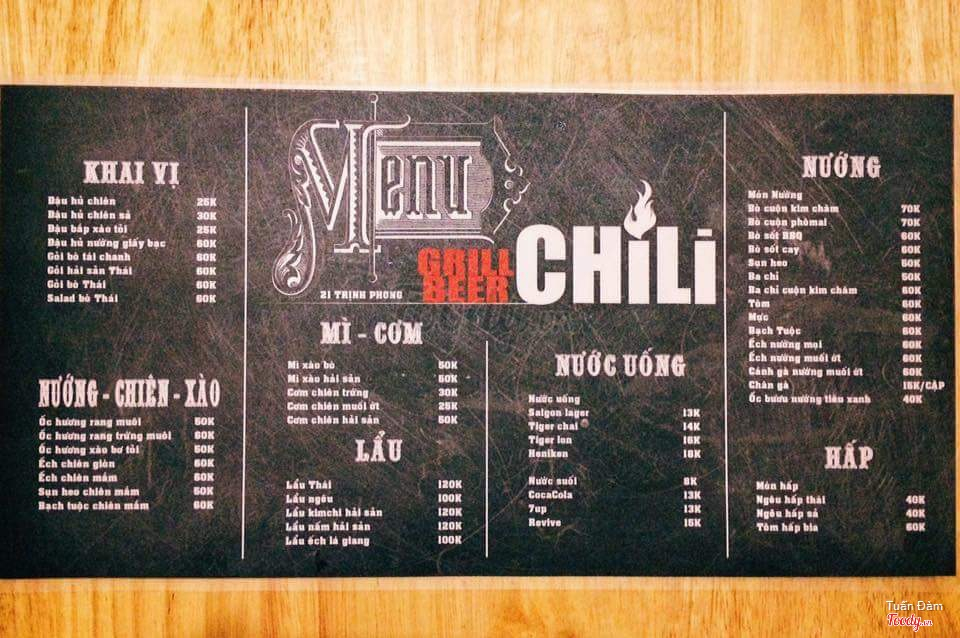 KHAI VỊ
Đậu hủ chiên 25K
Đậu hủ chiên sả 30K
Đậu bắp xào tỏi 25K
Đậu hủ nướng giấy bạc 60K
Gỏi bò tái chanh 60K
Gỏi hải sản Thái 60K
Gỏi bò Thái 60K
Salad bò Thái 60K
NƯỚNG - CHIÊN - XÀO
Ốc hương rang muối 50K
Ốc hương rang trứng muối 60K
Ốc hương xào bơ tỏi 50K
Ếch chiên giòn 60K
Ếch chiên mắm 60K
Sụn heo chiên mắm 60K
Bạch tuộc chiên mắm 60K
Menu
GRILL
BEER
CHiLi
21 TRỊNH PHONG
MÌ - CƠM
Mì xào bò 50K
Mì xào hải sản 50K
Cơm chiên trứng 30K
Cơm chiên muối ớt 25K
Cơm chiên hải sản 50K
LẨU
Lẩu Thái 120K
Lẩu ngêu 100K
Lẩu kimchi hải sản 120K
Lẩu nấm hải sản 120K
Lẩu ếch lá giang 100K
NƯỚC UỐNG
Nước uống
Saigon lager 13K
Tiger chai 14K
Tiger lon 16K
Heniken 18K
Nước suối 8K
CocaCola 13K
7up 13K
Revive 15K
NƯỚNG
Món Nướng
Bò cuộn kim châm 70K
Bò cuộn phômai 70K
Bò sốt BBQ 60K
Bò sốt cay 60K
Sụn heo 60K
Ba chỉ 50K
Ba chỉ cuộn kim châm 60K
Tôm 60K
Mực 60K
Bạch Tuộc 60K
Ếch nướng mọi 60K
Ếch nướng muối ớt 60K
Cánh gà nướng muối ớt 60K
Chân gà 15K/CẶP
Ốc bươu nướng tiêu xanh 40K
HẤP
Món hấp
Ngêu hấp thái 40K
Ngêu hấp sả 40K
Tôm hấp bia 60K
Tuấn Đàm
Foody.vn